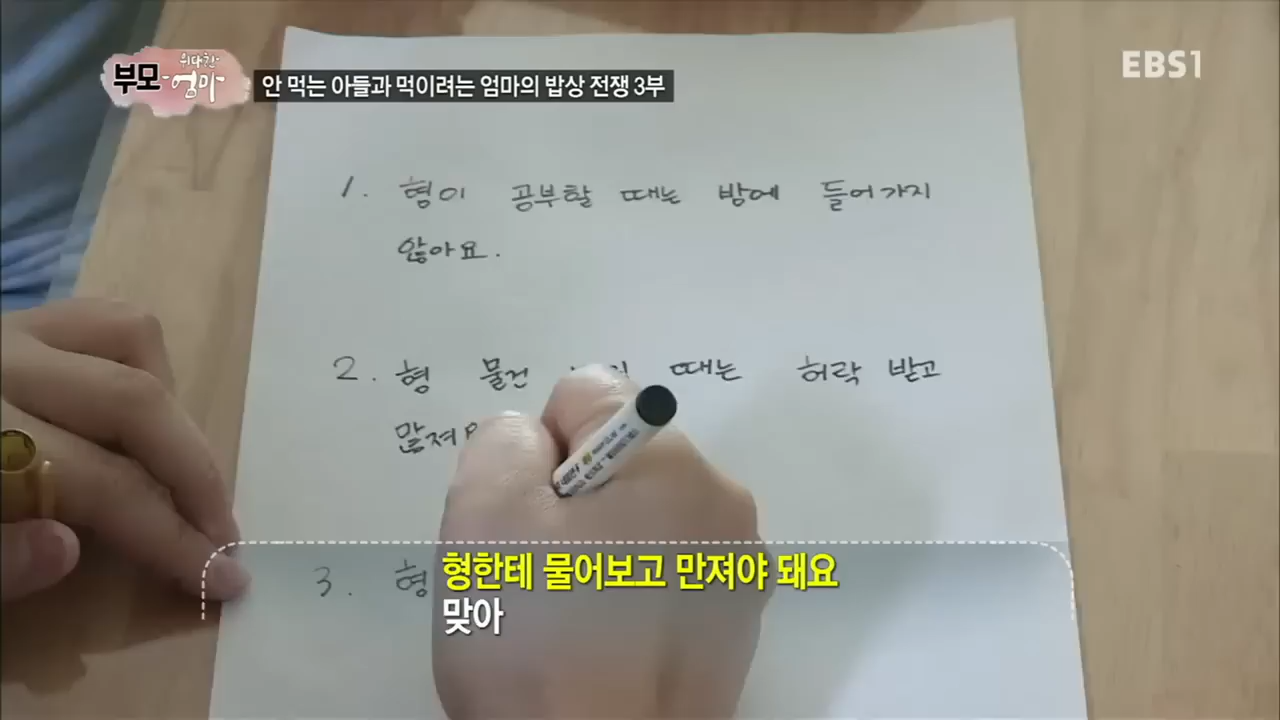 위대한
부모 엄마
안 먹는 아들과 먹이려는 엄마의 밥상 전쟁 3부
EBS1
1. 형이 공부할 때는 방에 들어가지
않아요.
2. 형 물건 때는 허락 받고
3. 형
형한테 물어보고 만져야 돼요
맞아